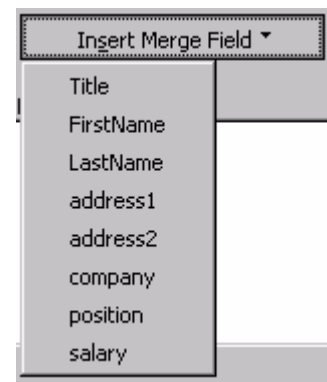 Insert Merge Field
Title
FirstName
LastName
address1
address2
company
position
salary